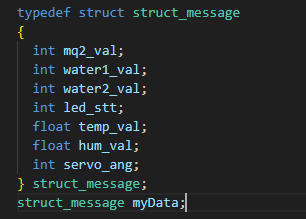 typedef struct struct_message
{
  int mq2_val;
  int water1_val;
  int water2_val;
  int led_stt;
  float temp_val;
  float hum_val;
  int servo_ang;
} struct_message;
struct_message myData;